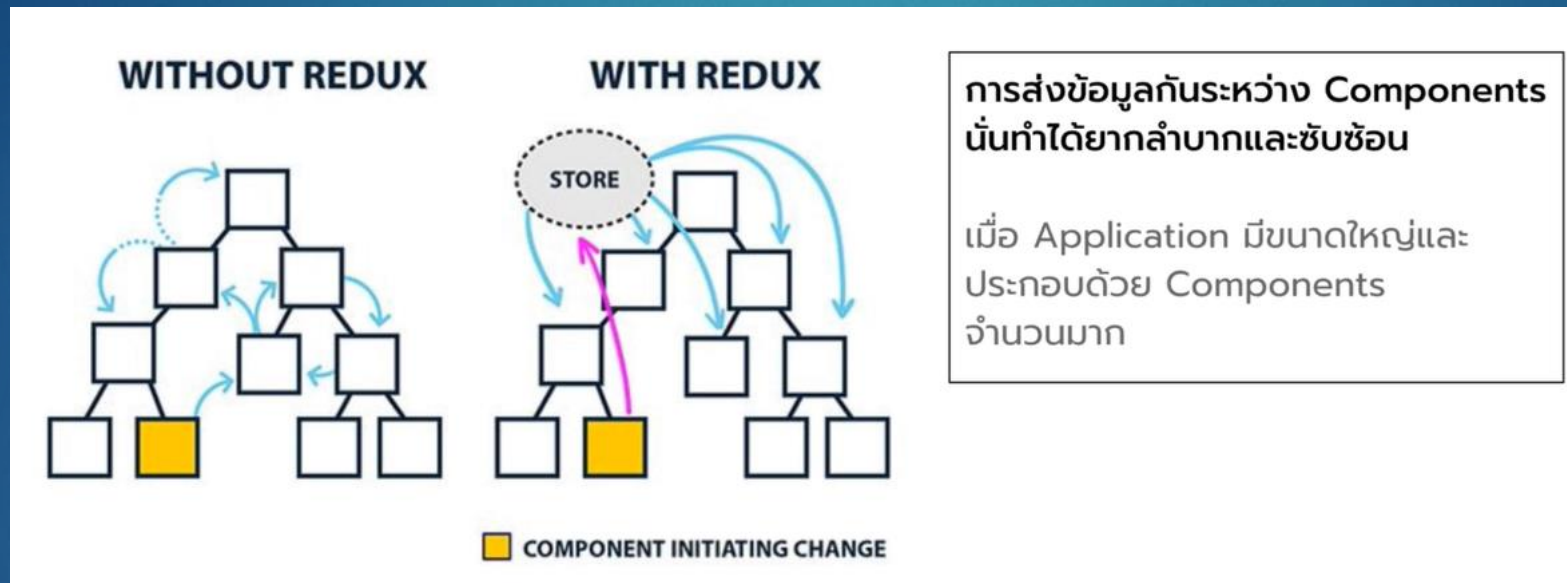 WITHOUT REDUX
WITH REDUX
STORE
COMPONENT INITIATING CHANGE
การส่งข้อมูลกันระหว่าง Components
นั่นทำได้ยากลำบากและซับซ้อน
เมื่อ Application มีขนาดใหญ่และ
ประกอบด้วย Components
จำนวนมาก